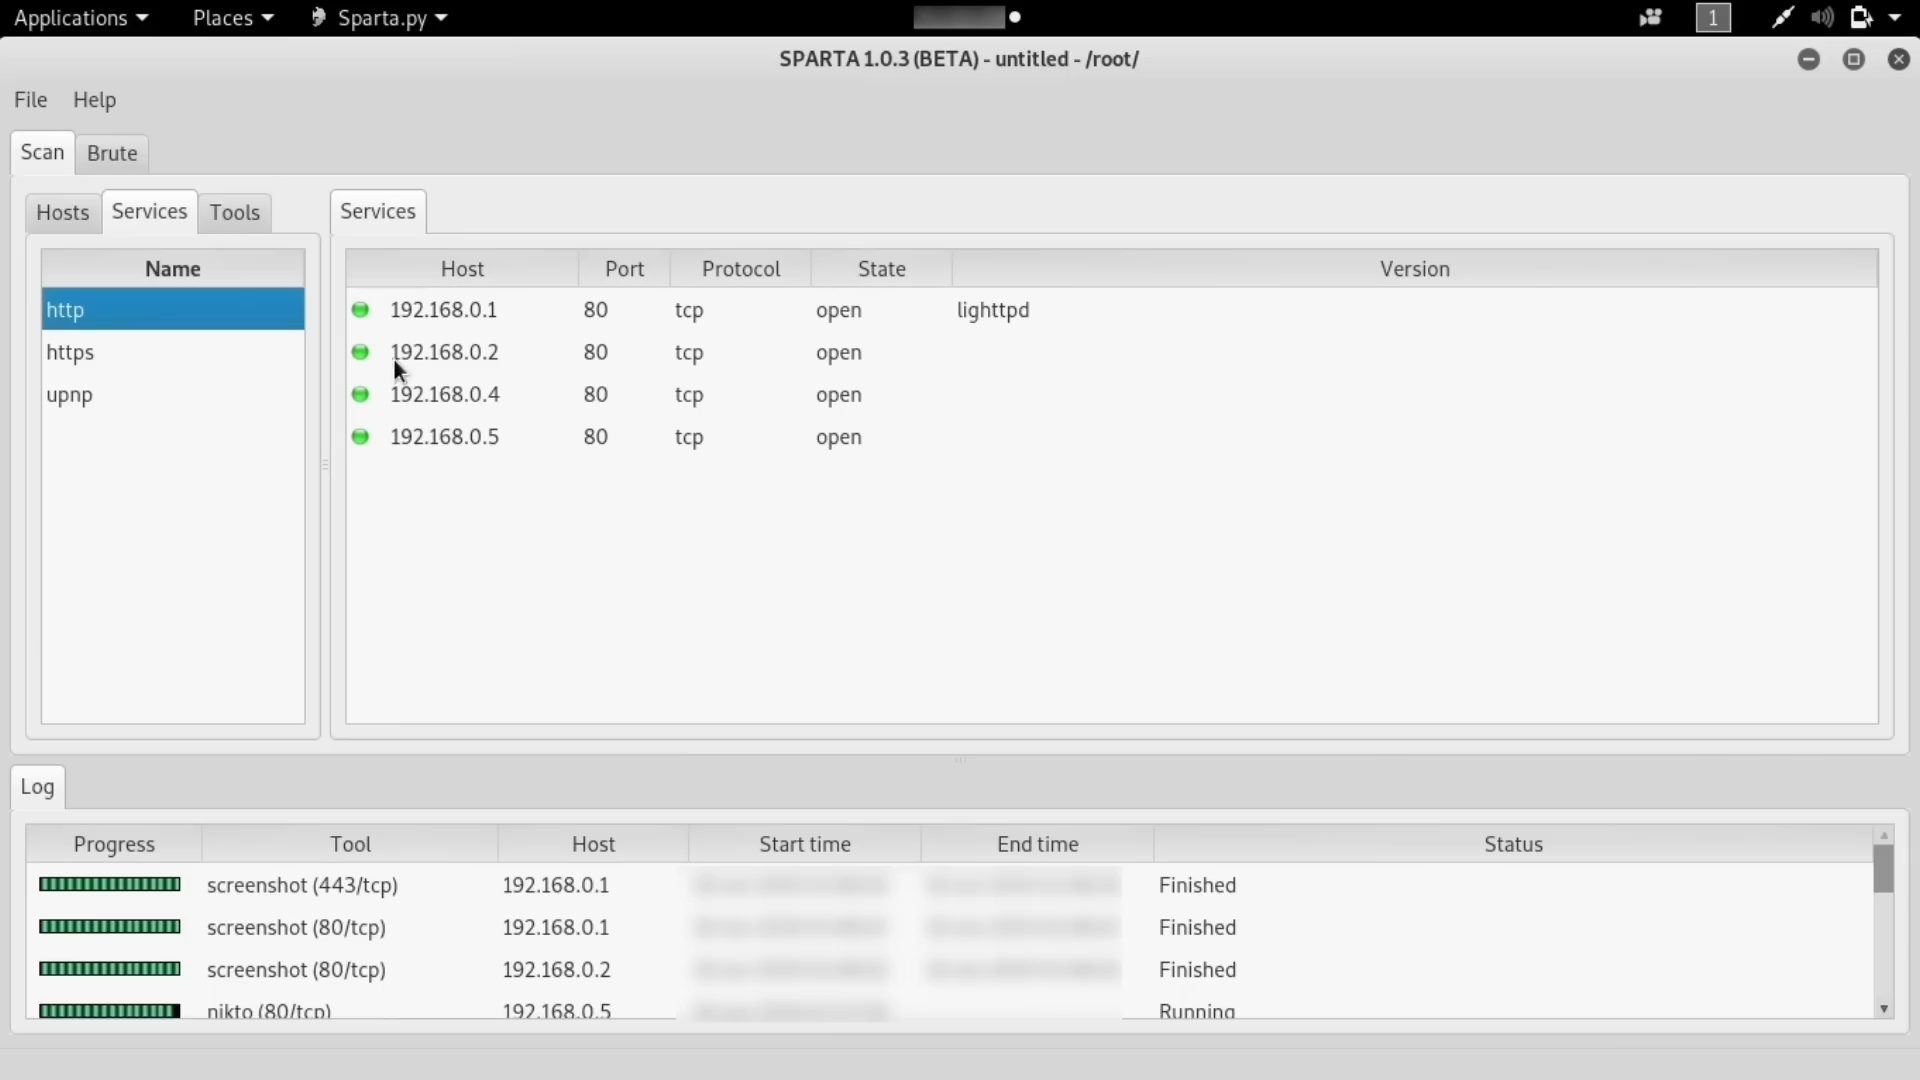 Applications Places Sparta.py 1
SPARTA 1.0.3 (BETA) - untitled - /root/
File Help
Scan Brute
Hosts Services Tools Services
Name Host Port Protocol State Version
http 192.168.0.1 80 tcp open lighttpd
https 192.168.0.2 80 tcp open
upnp 192.168.0.4 80 tcp open
192.168.0.5 80 tcp open
Log
Progress Tool Host Start time End time Status
screenshot (443/tcp) 192.168.0.1 Finished
screenshot (80/tcp) 192.168.0.1 Finished
screenshot (80/tcp) 192.168.0.2 Finished
nikto (80/tcp) 192.168.0.5 Running